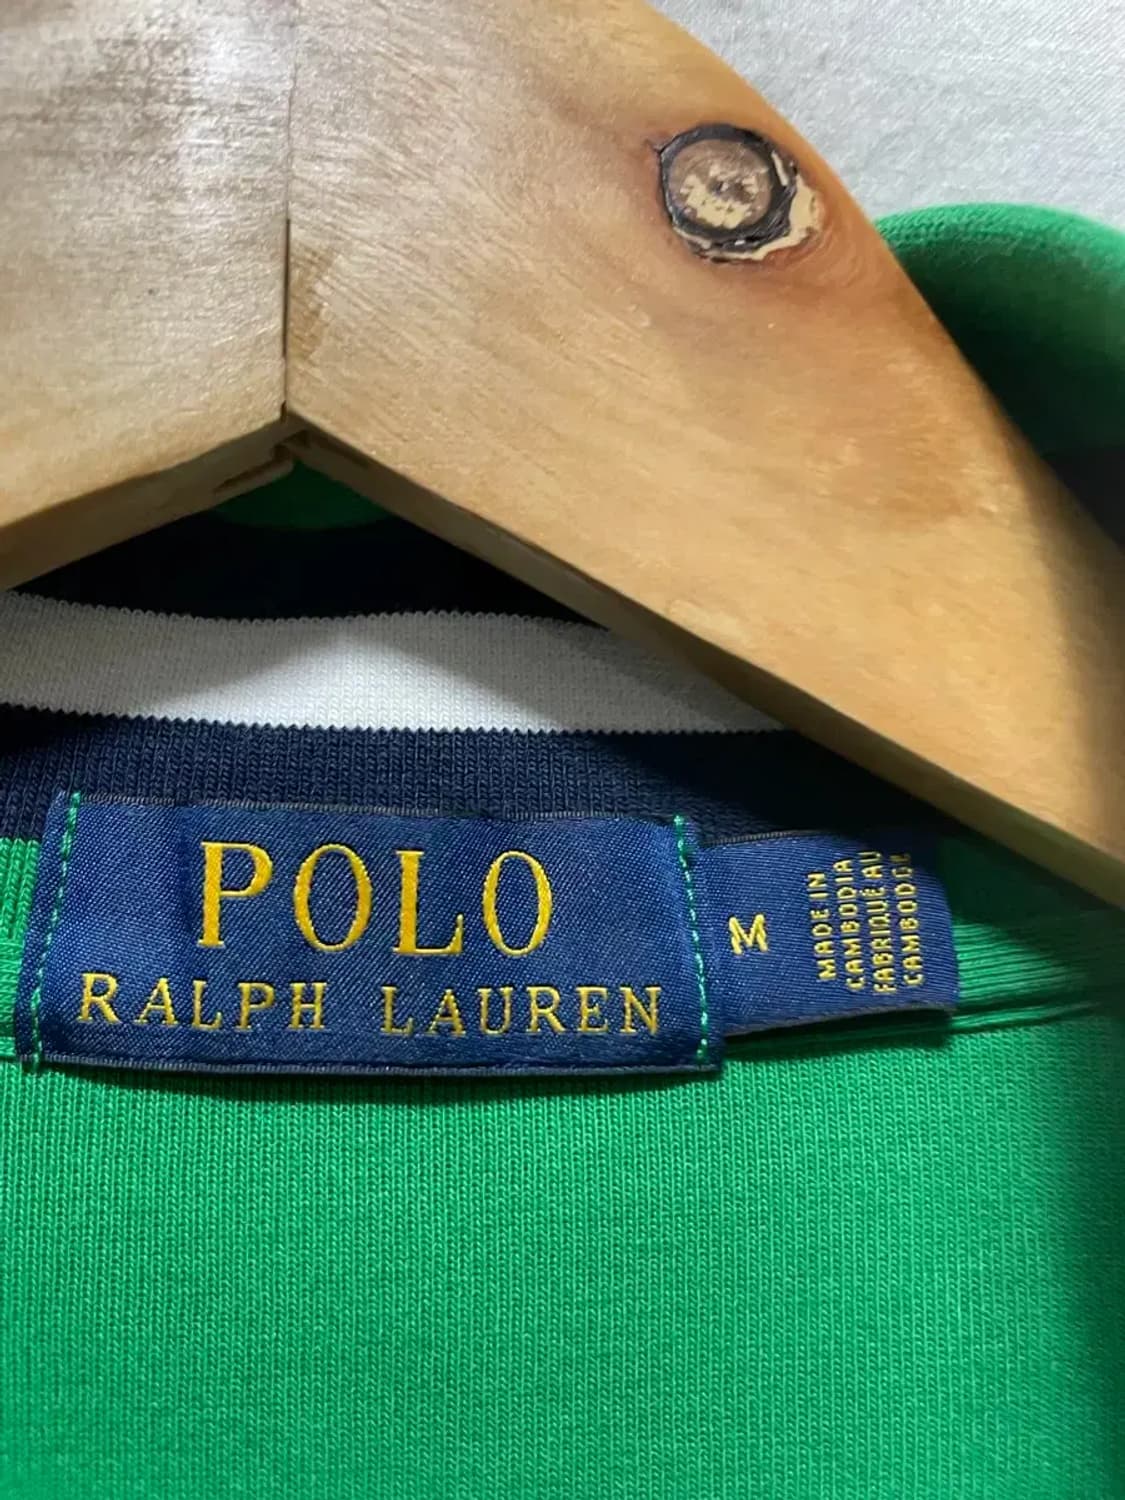 POLO
RALPH LAUREN
M
MADE IN
CAMBODIA
FABRIQUÉ AU
CAMBODGE